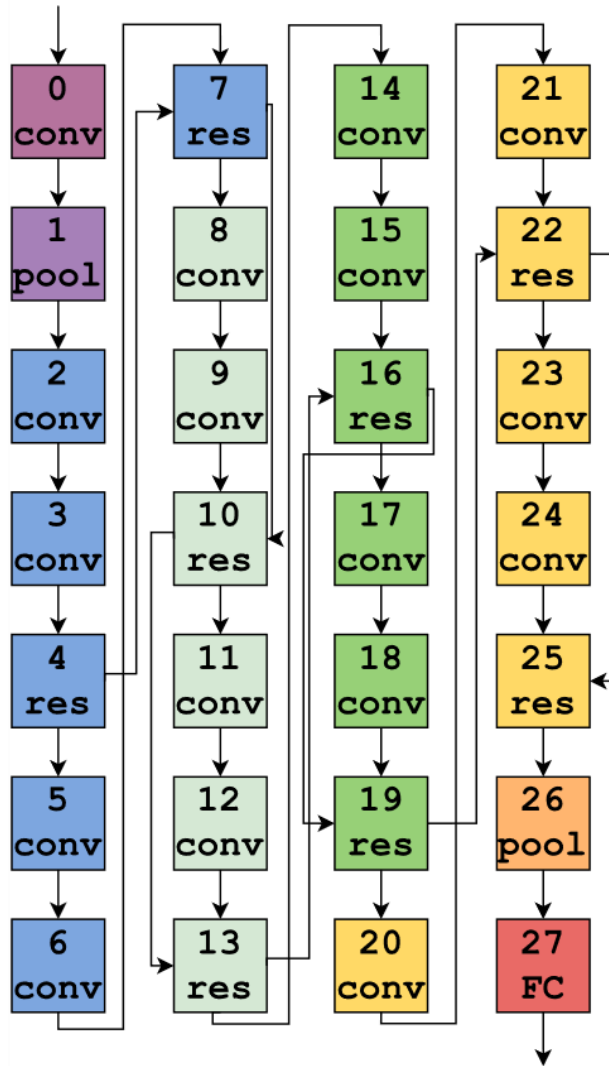 0
conv
1
pool
2
conv
3
conv
4
res
5
conv
6
conv
7
res
8
conv
9
conv
10
res
11
conv
12
conv
13
res
14
conv
15
conv
16
res
17
conv
18
conv
19
res
20
conv
21
conv
22
res
23
conv
24
conv
25
res
26
pool
27
FC